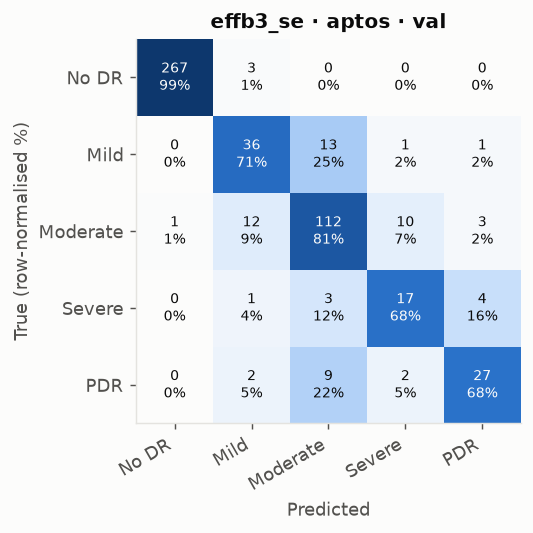 effb3_se · aptos · val
True (row-normalised %)
No DR
267 3 0 0 0
99% 1% 0% 0% 0%
Mild
0 36 13 1 1
0% 71% 25% 2% 2%
Moderate
1 12 112 10 3
1% 9% 81% 7% 2%
Severe
0 1 3 17 4
0% 4% 12% 68% 16%
PDR
0 2 9 2 27
0% 5% 22% 5% 68%
No DR Mild Moderate Severe PDR
Predicted